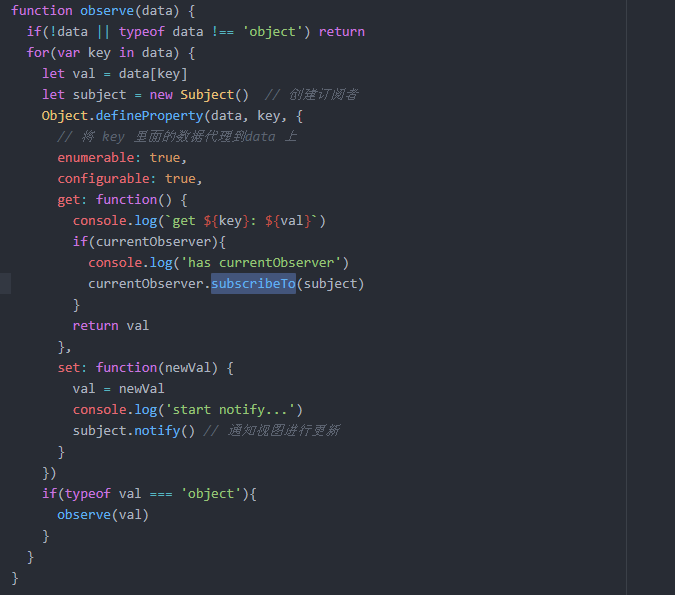 function observe(data) {
  if(!data || typeof data !== 'object') return
  for(var key in data) {
    let val = data[key]
    let subject = new Subject()  // 创建订阅者
    Object.defineProperty(data, key, {
      // 将 key 里面的数据代理到data 上
      enumerable: true,
      configurable: true,
      get: function() {
        console.log(`get ${key}: ${val}`)
        if(currentObserver){
          console.log('has currentObserver')
          currentObserver.subscribeTo(subject)
        }
        return val
      },
      set: function(newVal) {
        val = newVal
        console.log('start notify...')
        subject.notify() // 通知视图进行更新
      }
    })
    if(typeof val === 'object'){
      observe(val)
    }
  }
}